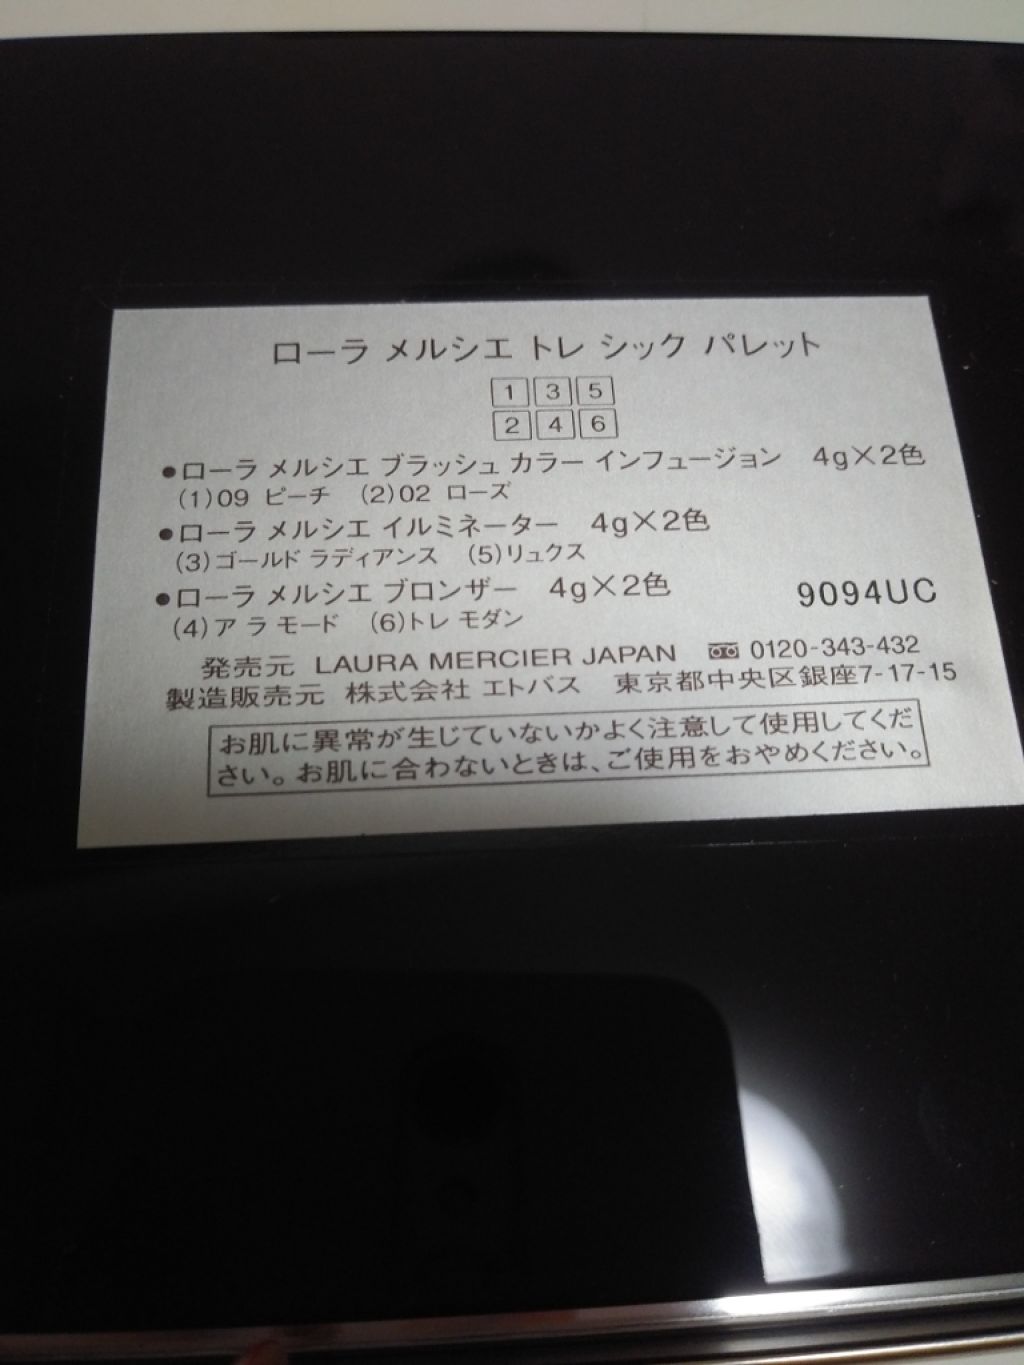 ローラ メルシエ トレ シック パレット
1 3 5
2 4 6
●ローラ メルシエ ブラッシュ カラー インフュージョン 4g×2色
(1)09 ピーチ (2)02 ローズ
●ローラ メルシエ イルミネーター 4g×2色
(3)ゴールド ラディアンス (5)リュクス
●ローラ メルシエ ブロンザー 4g×2色
(4)ア ラ モード (6)トレ モダン
9094UC
発売元 LAURA MERCIER JAPAN 0120-343-432
製造販売元 株式会社 エトバス 東京都中央区銀座7-17-15
お肌に異常が生じていないかよく注意して使用してくだ
さい。お肌に合わないときは、ご使用をおやめください。